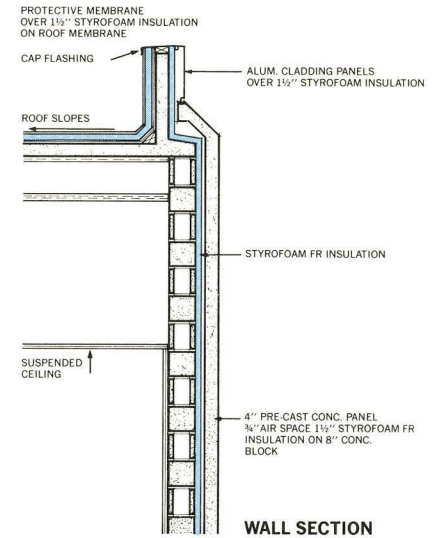 PROTECTIVE MEMBRANE
OVER 1½" STYROFOAM INSULATION
ON ROOF MEMBRANE
CAP FLASHING
ALUM. CLADDING PANELS
OVER 1½" STYROFOAM INSULATION
ROOF SLOPES
STYROFOAM FR INSULATION
SUSPENDED
CEILING
4" PRE-CAST CONC. PANEL
¾" AIR SPACE 1½" STYROFOAM FR
INSULATION ON 8" CONC.
BLOCK
WALL SECTION